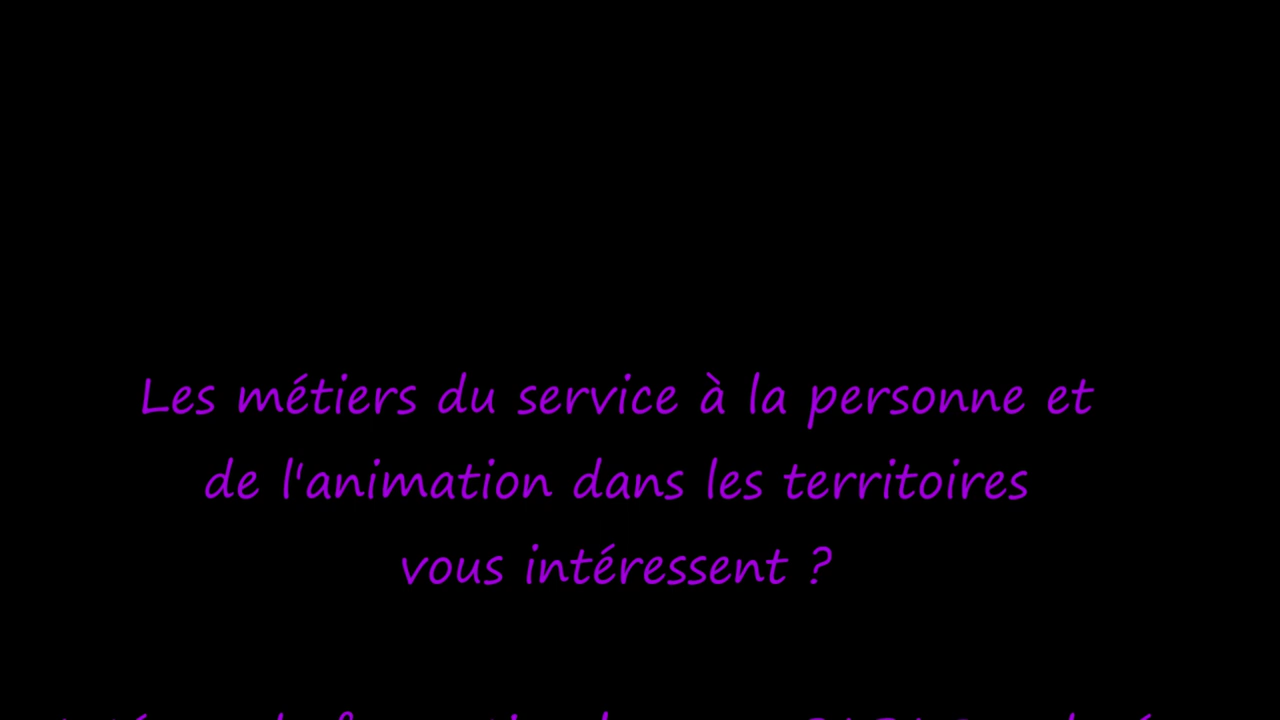 Les métiers du service à la personne et
de l'animation dans les territoires
vous intéressent ?